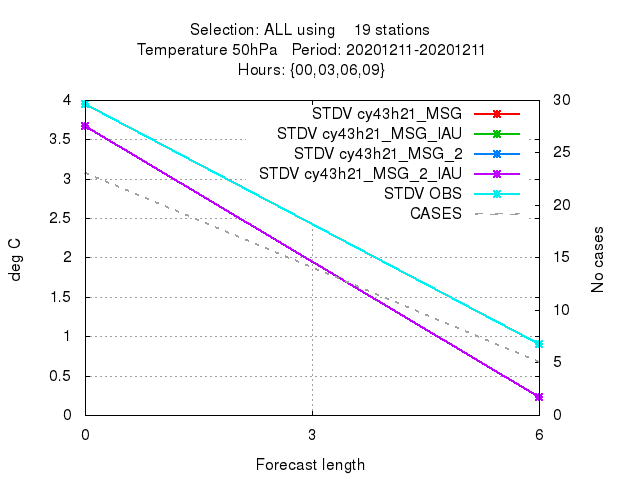 Selection: ALL using    19 stations
Temperature 50hPa   Period: 20201211-20201211
Hours: {00,03,06,09}
4
3.5
3
2.5
2
1.5
1
0.5
0
deg C
STDV cy43h21_MSG
STDV cy43h21_MSG_IAU
STDV cy43h21_MSG_2
STDV cy43h21_MSG_2_IAU
STDV OBS
CASES
30
25
20
15
10
5
0
No cases
0 3 6
Forecast length